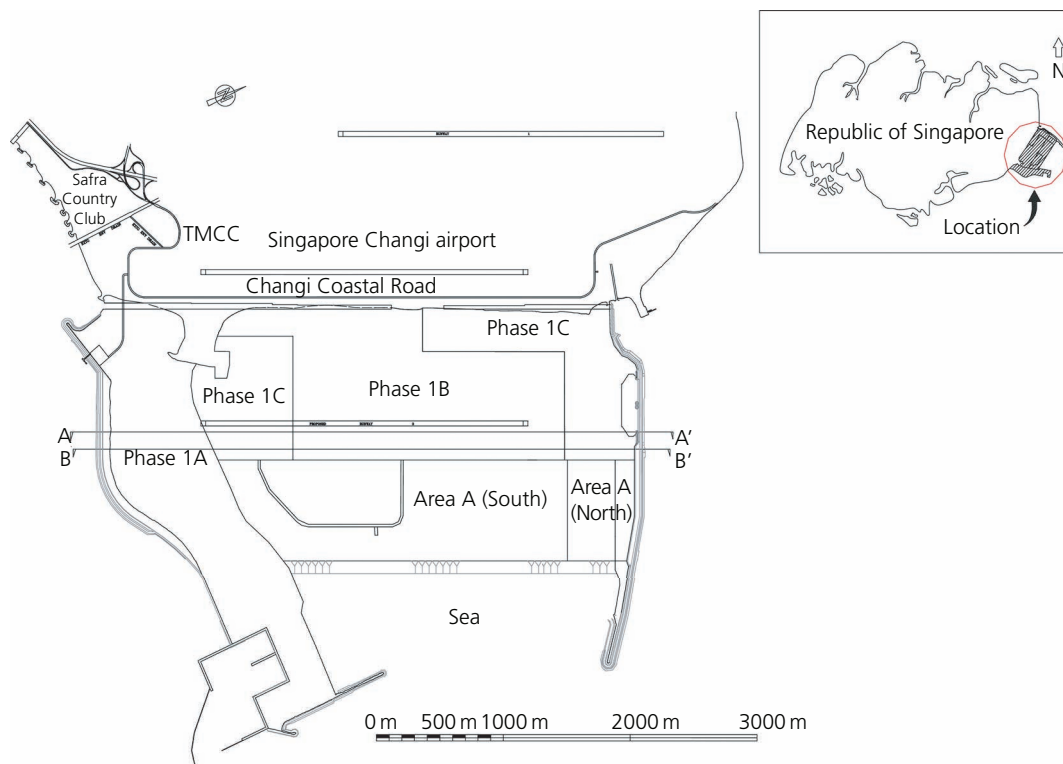 N
Republic of Singapore
Location
Safra
Country
Club
TMCC
Singapore Changi airport
Changi Coastal Road
Phase 1C
Phase 1C
Phase 1B
A
A'
B
B'
Phase 1A
Area A (South)
Area A
(North)
Sea
0 m
500 m
1000 m
2000 m
3000 m